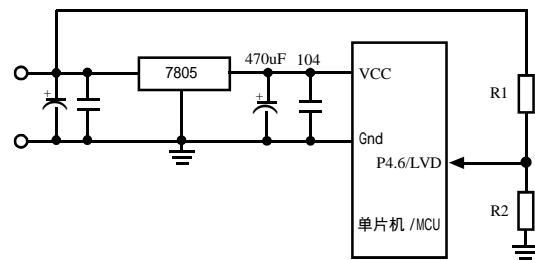 470uF
104
7805
VCC
R1
Gnd
P4.6/LVD
R2
单片机 /MCU
+
+